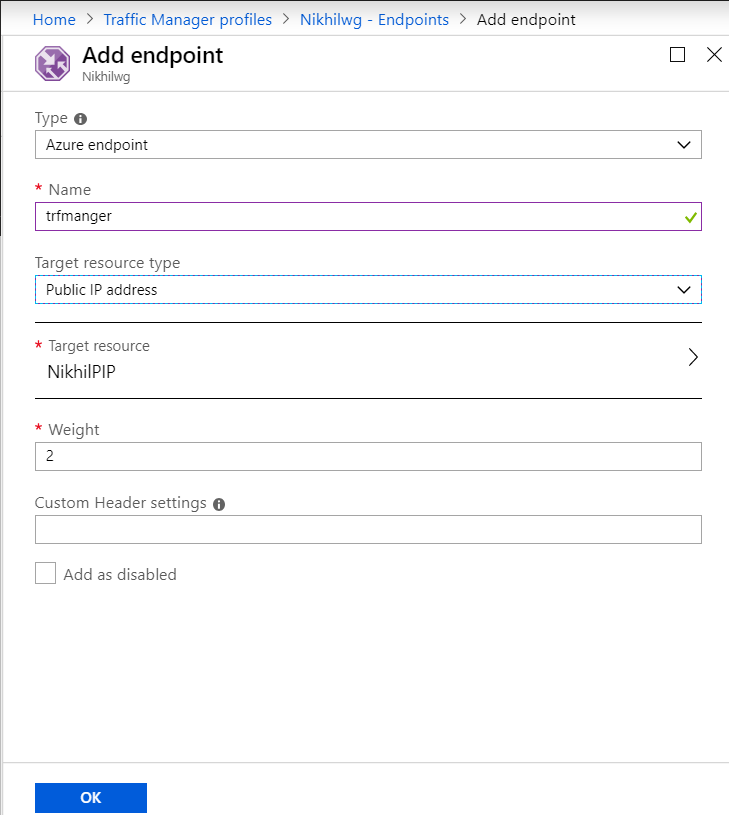 Home > Traffic Manager profiles > Nikhilwg - Endpoints > Add endpoint
Add endpoint
Nikhilwg
Type
Azure endpoint
* Name
trfmanger
Target resource type
Public IP address
* Target resource
NikhilPIP
* Weight
2
Custom Header settings
Add as disabled
OK